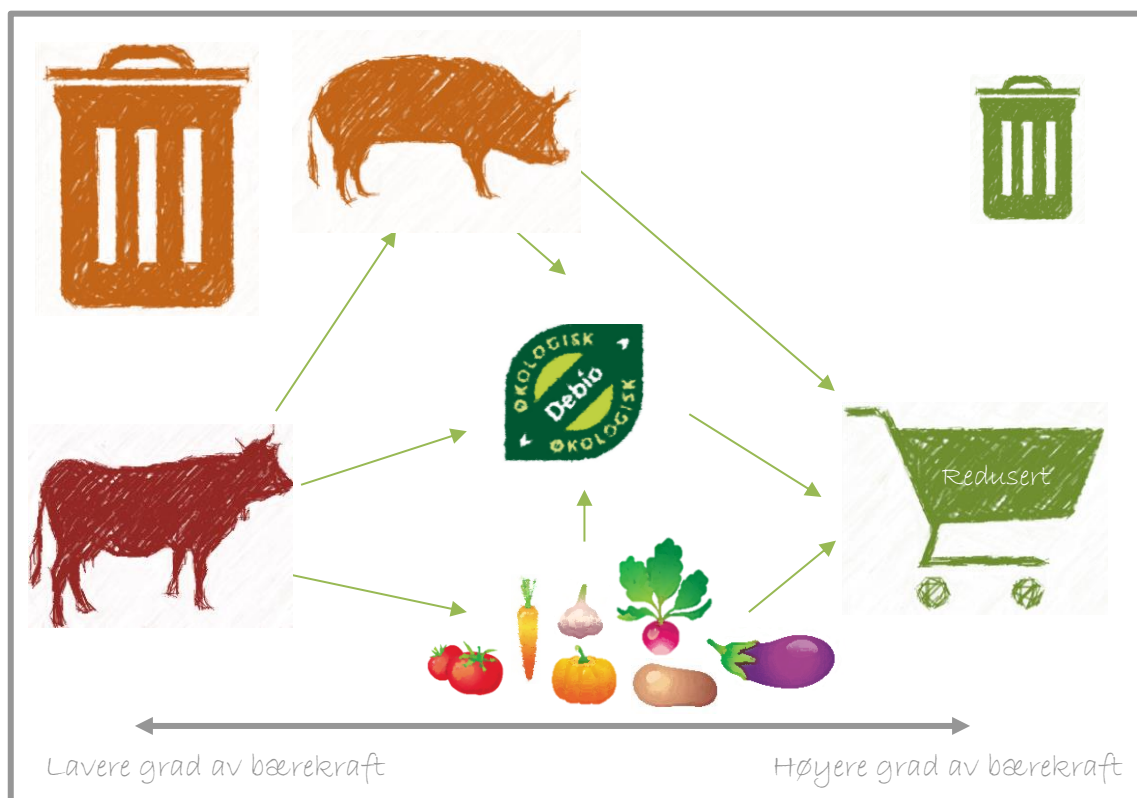 ØKOLOGISK
Debio
ØKOLOGISK
Redusert
Lavere grad av bærekraft
Høyere grad av bærekraft